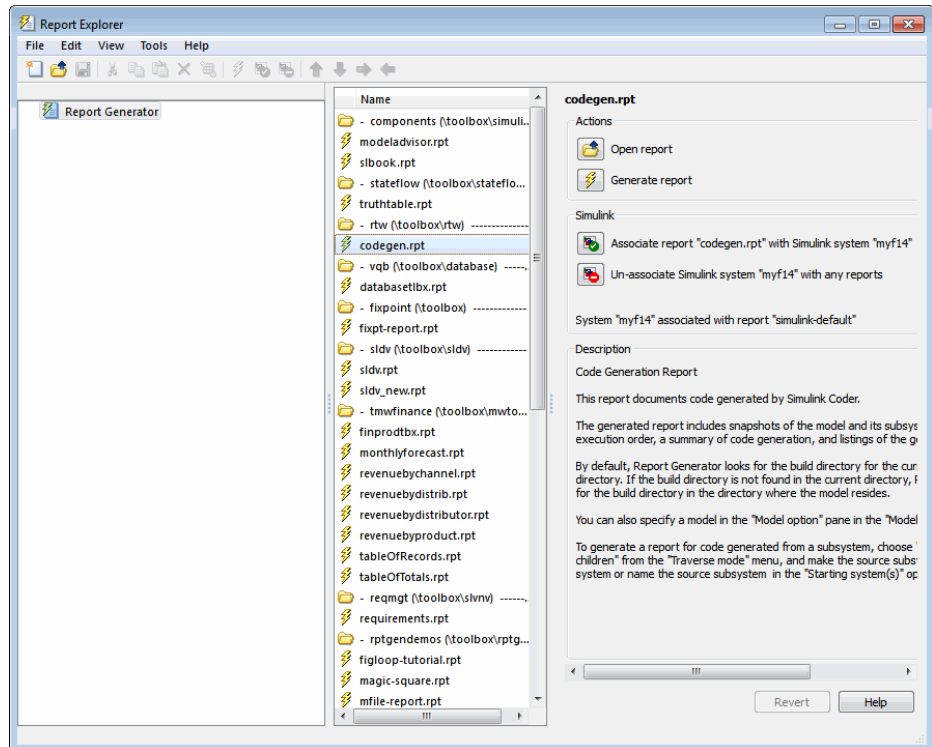 Report Explorer
File Edit View Tools Help
Report Generator
Name
- components (\toolbox\simuli...
modeladvisor.rpt
slbook.rpt
- stateflow (\toolbox\stateflo...
truthtable.rpt
- rtw (\toolbox\rtw) -------------
codegen.rpt
- vqb (\toolbox\database) -----.
databasetlbx.rpt
- fixpoint (\toolbox) -------------
fixpt-report.rpt
- sldv (\toolbox\sldv) ------------
sldv.rpt
sldv_new.rpt
- tmwfinance (\toolbox\mwto...
finprodtbx.rpt
monthlyforecast.rpt
revenuebychannel.rpt
revenuebydistrib.rpt
revenuebydistributor.rpt
revenuebyproduct.rpt
tableOfRecords.rpt
tableOfTotals.rpt
- reqmgt (\toolbox\slvnv) ------.
requirements.rpt
- rptgendemos (\toolbox\rptg...
figloop-tutorial.rpt
magic-square.rpt
mfile-report.rpt
codegen.rpt
Actions
Open report
Generate report
Simulink
Associate report "codegen.rpt" with Simulink system "myf14"
Un-associate Simulink system "myf14" with any reports
System "myf14" associated with report "simulink-default"
Description
Code Generation Report
This report documents code generated by Simulink Coder.
The generated report includes snapshots of the model and its subsys
execution order, a summary of code generation, and listings of the g
By default, Report Generator looks for the build directory for the cur
directory. If the build directory is not found in the current directory,
for the build directory in the directory where the model resides.
You can also specify a model in the "Model option" pane in the "Model
To generate a report for code generated from a subsystem, choose "
children" from the "Traverse mode" menu, and make the source subs
system or name the source subsystem in the "Starting system(s)" op
Revert Help